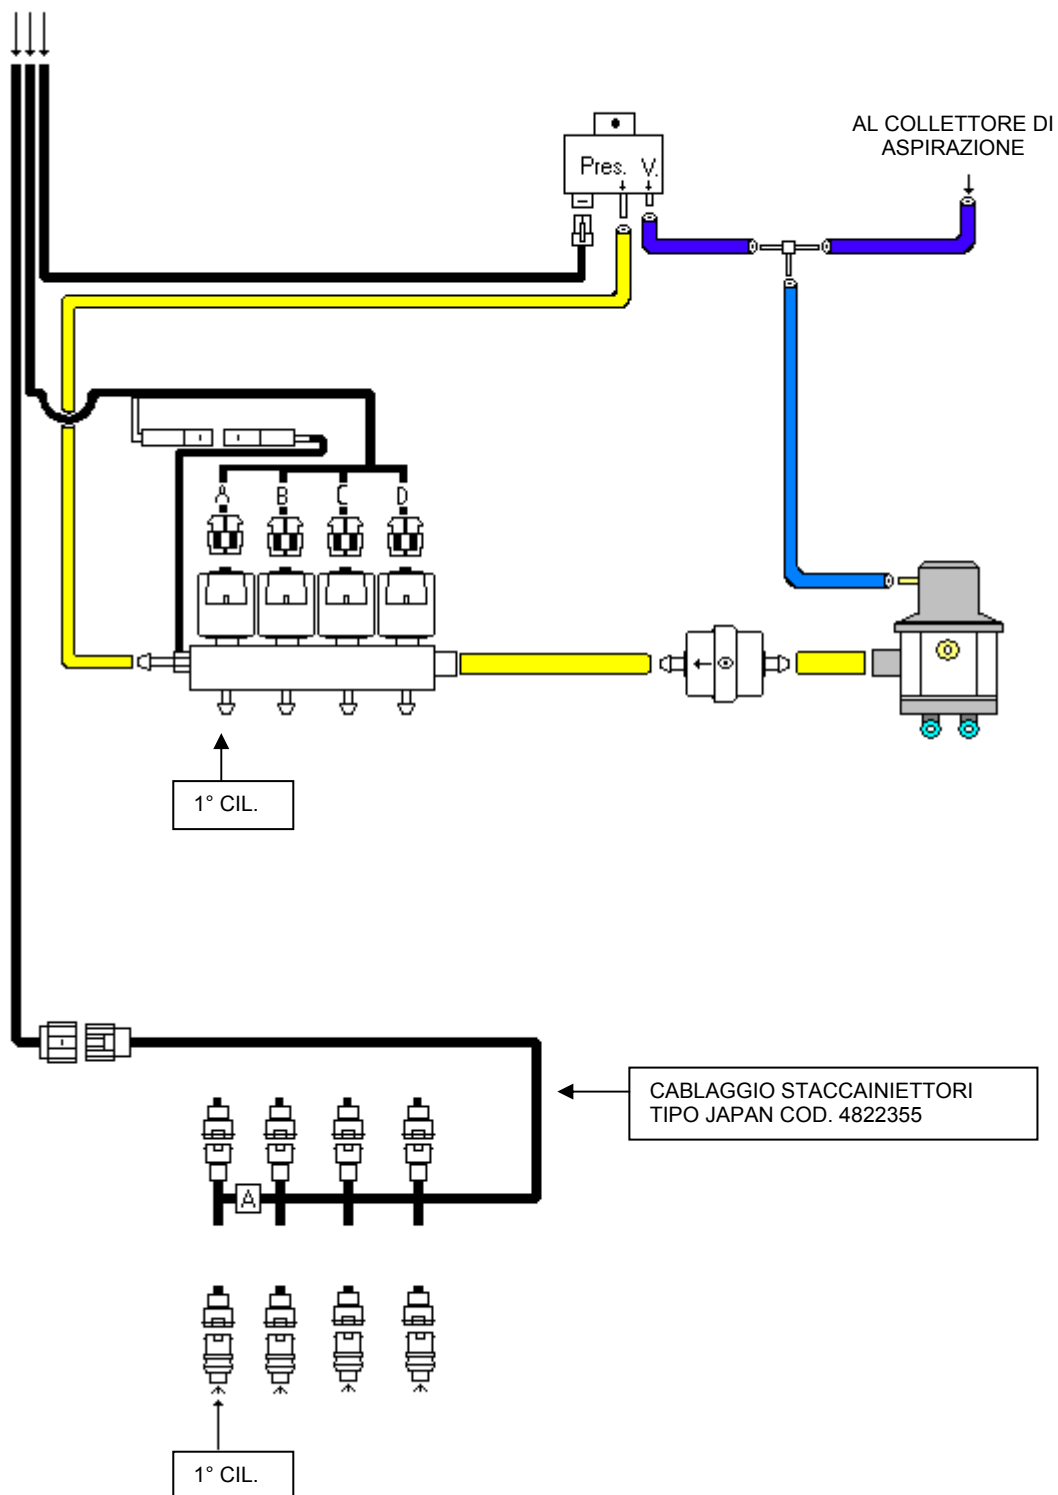 AL COLLETTORE DI
ASPIRAZIONE
Pres. V.
A B C D
1° CIL.
CABLAGGIO STACCAINIETTORI
TIPO JAPAN COD. 4822355
A
1° CIL.